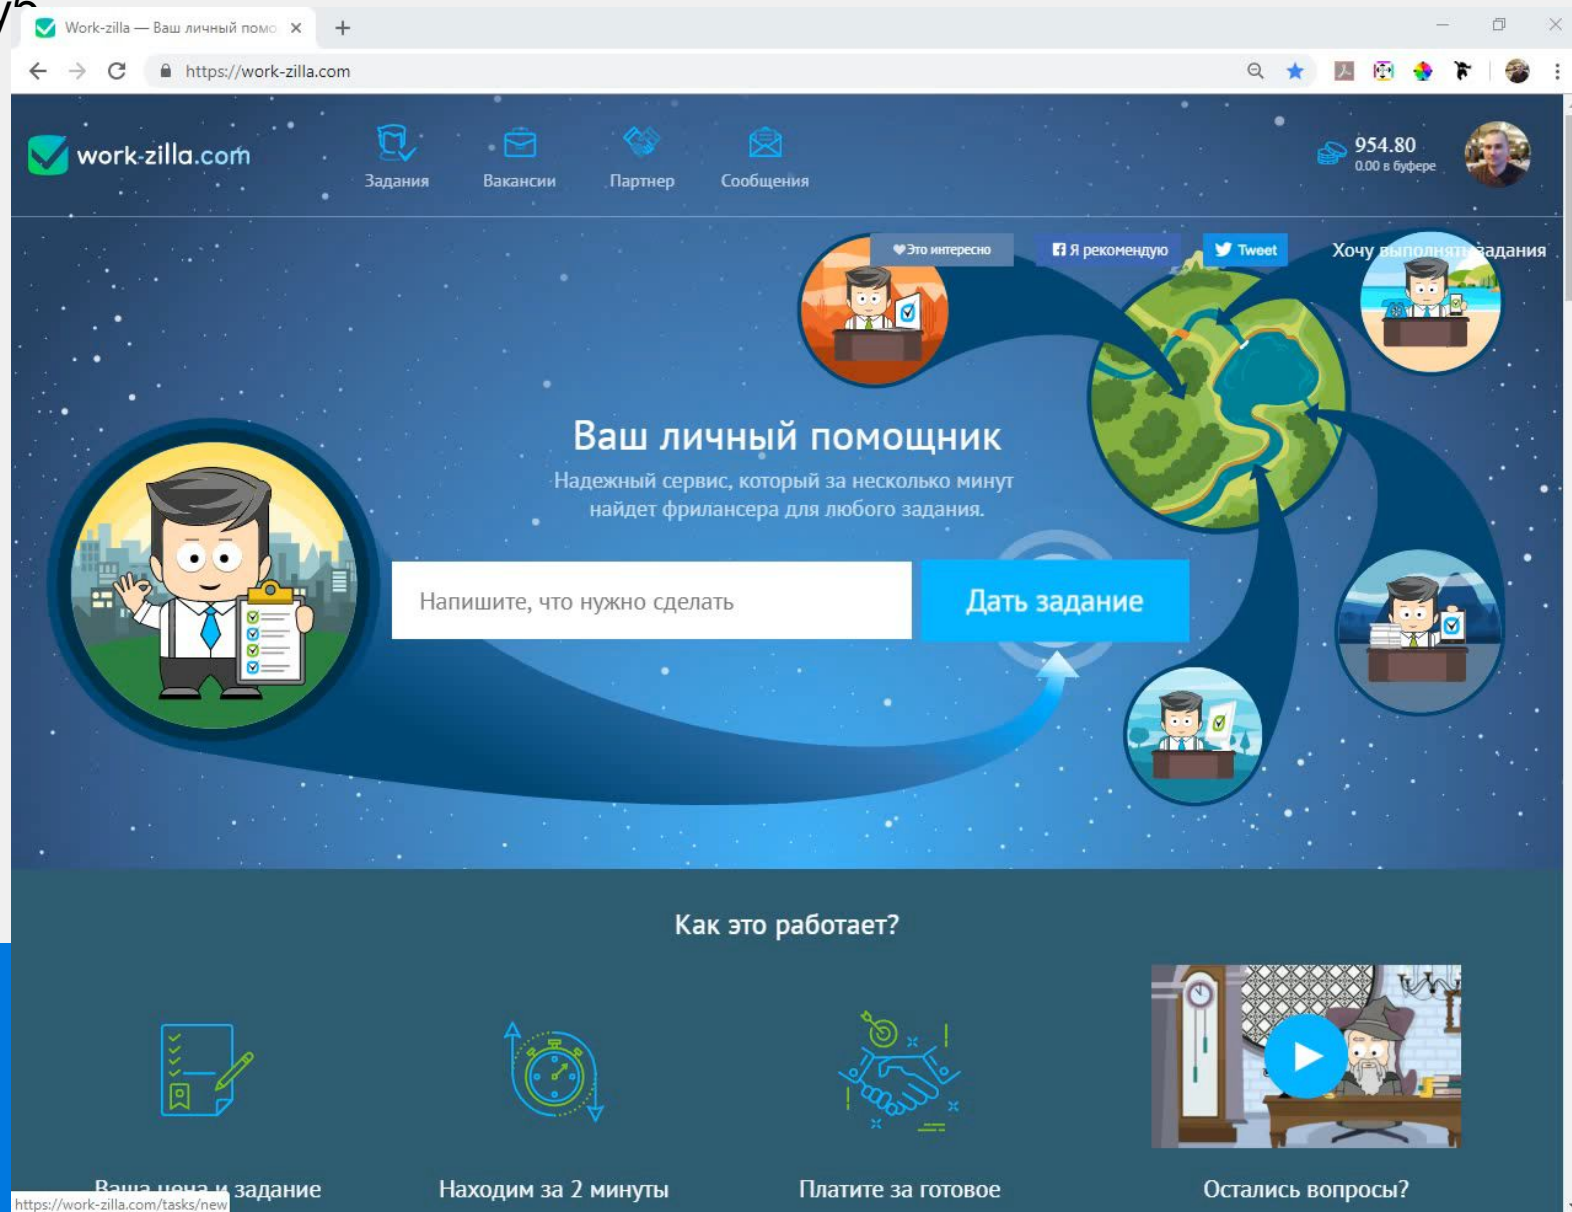 Work-zilla — Ваш личный помо
https://work-zilla.com
work-zilla.com
Задания
Вакансии
Партнер
Сообщения
954.80
0.00 в буфере
Это интересно
Я рекомендую
Tweet
Хочу выполнять задания
Ваш личный помощник
Надежный сервис, который за несколько минут
найдет фрилансера для любого задания.
Напишите, что нужно сделать
Дать задание
Как это работает?
Ваша цена и задание
Находим за 2 минуты
Платите за готовое
Остались вопросы?
https://work-zilla.com/tasks/new